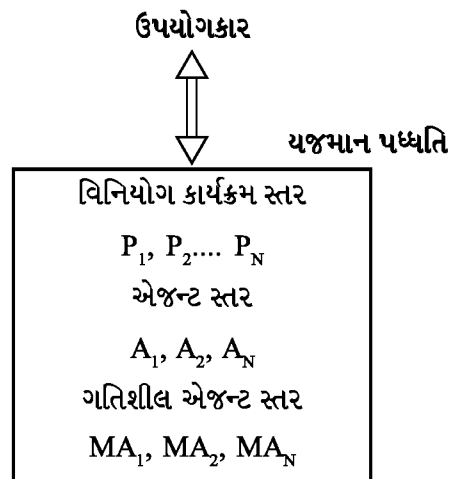 ઉપયોગકાર
યજમાન પધ્ધતિ
વિનિયોગ કાર્યક્રમ સ્તર
P₁, P₂.... Pₙ
એજન્ટ સ્તર
A₁, A₂, Aₙ
ગતિશીલ એજન્ટ સ્તર
MA₁, MA₂, MAₙ